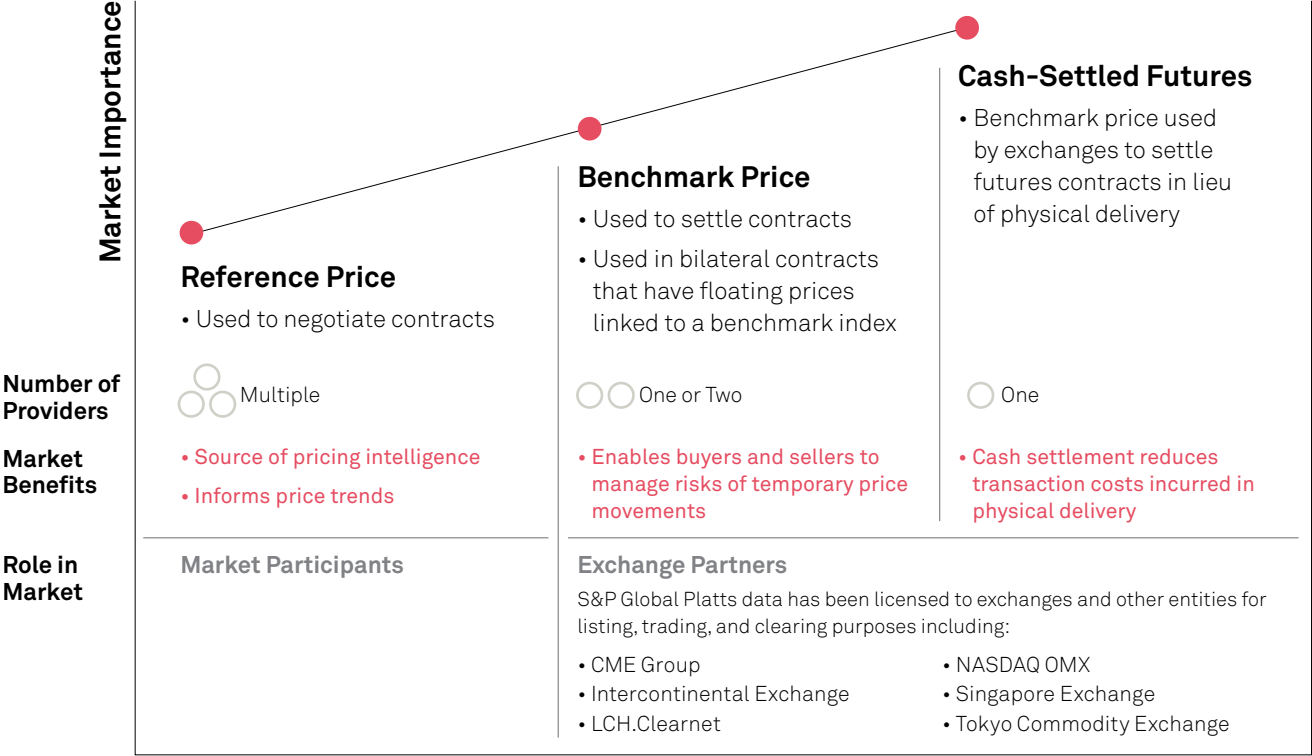 Market Importance
Reference Price
• Used to negotiate contracts
Benchmark Price
• Used to settle contracts
• Used in bilateral contracts
that have floating prices
linked to a benchmark index
Cash-Settled Futures
• Benchmark price used
by exchanges to settle
futures contracts in lieu
of physical delivery
Number of
Providers
Multiple
One or Two
One
Market
Benefits
• Source of pricing intelligence
• Informs price trends
• Enables buyers and sellers to
manage risks of temporary price
movements
• Cash settlement reduces
transaction costs incurred in
physical delivery
Role in
Market
Market Participants
Exchange Partners
S&P Global Platts data has been licensed to exchanges and other entities for
listing, trading, and clearing purposes including:
• CME Group
• Intercontinental Exchange
• LCH.Clearnet
• NASDAQ OMX
• Singapore Exchange
• Tokyo Commodity Exchange